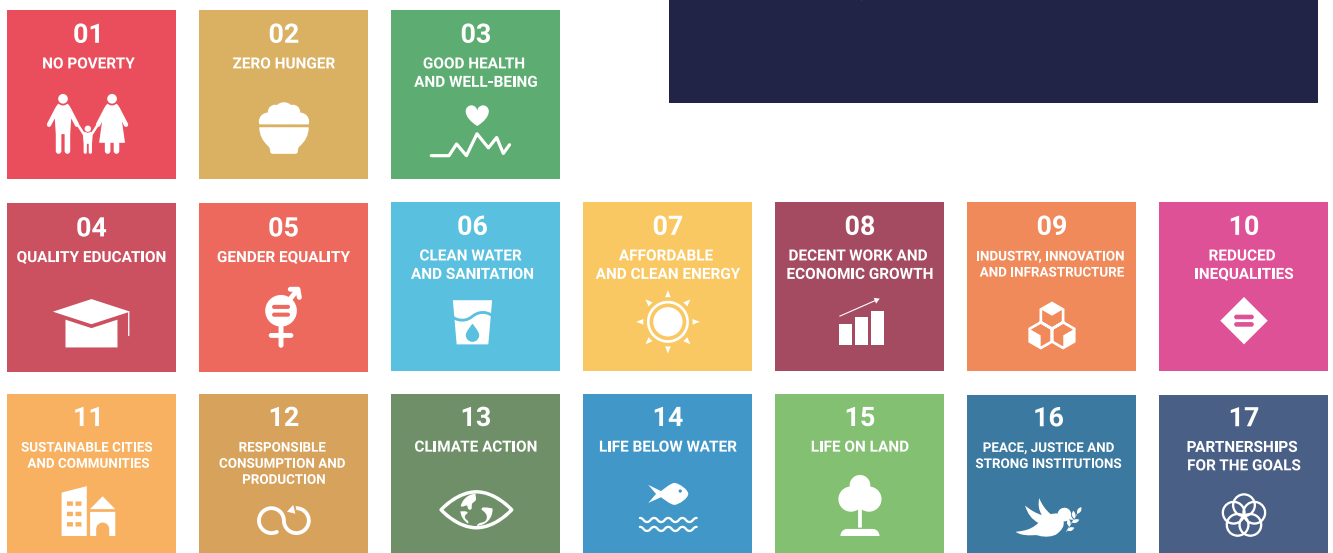 01
NO POVERTY
02
ZERO HUNGER
03
GOOD HEALTH
AND WELL-BEING
04
QUALITY EDUCATION
05
GENDER EQUALITY
06
CLEAN WATER
AND SANITATION
07
AFFORDABLE
AND CLEAN ENERGY
08
DECENT WORK AND
ECONOMIC GROWTH
09
INDUSTRY, INNOVATION
AND INFRASTRUCTURE
10
REDUCED
INEQUALITIES
11
SUSTAINABLE CITIES
AND COMMUNITIES
12
RESPONSIBLE
CONSUMPTION AND
PRODUCTION
13
CLIMATE ACTION
14
LIFE BELOW WATER
15
LIFE ON LAND
16
PEACE, JUSTICE AND
STRONG INSTITUTIONS
17
PARTNERSHIPS
FOR THE GOALS